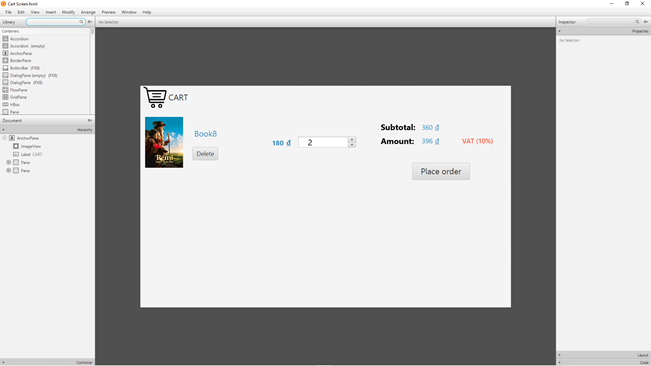 Cart Screen.fxml
File Edit View Insert Modify Arrange Preview Window Help
Library
No Selection
Inspector
Containers
Properties
Accordion
No Selection
Accordion (empty)
AnchorPane
BorderPane
ButtonBar (FX8)
DialogPane (empty) (FX8)
DialogPane (FX8)
FlowPane
GridPane
HBox
Pane
Document
Hierarchy
AnchorPane
ImageView
Label CART
Pane
Pane
CART
Book8
Delete
180 đ
2
Subtotal: 360 đ
Amount: 396 đ VAT (10%)
Place order
Controller
Layout
Code